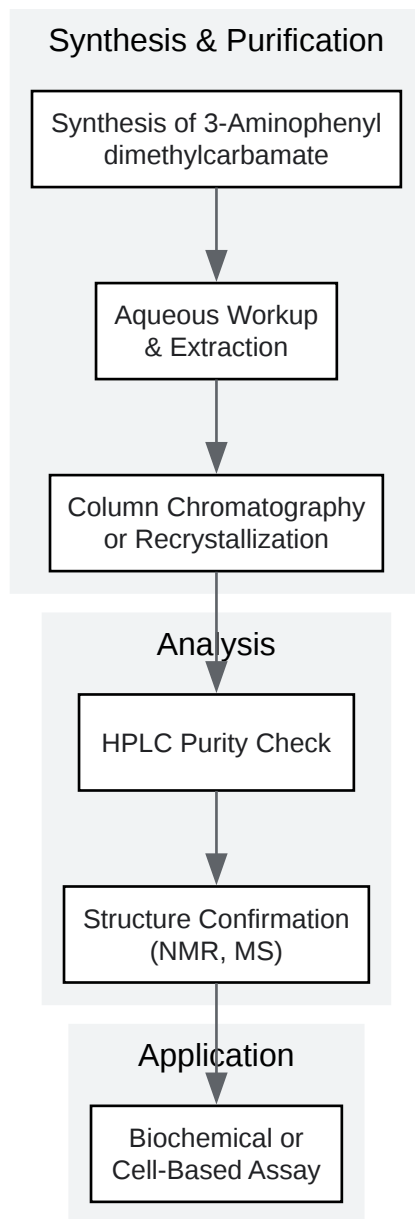 Synthesis & Purification
Synthesis of 3-Aminophenyl
dimethylcarbamate
Aqueous Workup
& Extraction
Column Chromatography
or Recrystallization
Analysis
HPLC Purity Check
Structure Confirmation
(NMR, MS)
Application
Biochemical or
Cell-Based Assay